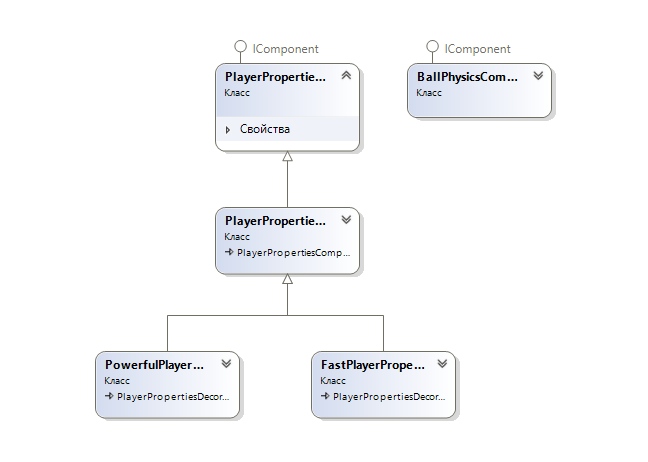 IComponent
PlayerPropertie...
Класс
Свойства
IComponent
BallPhysicsCom...
Класс
PlayerPropertie...
Класс
PlayerPropertiesComp...
PowerfulPlayer...
Класс
PlayerPropertiesDecor...
FastPlayerPrope...
Класс
PlayerPropertiesDecor...